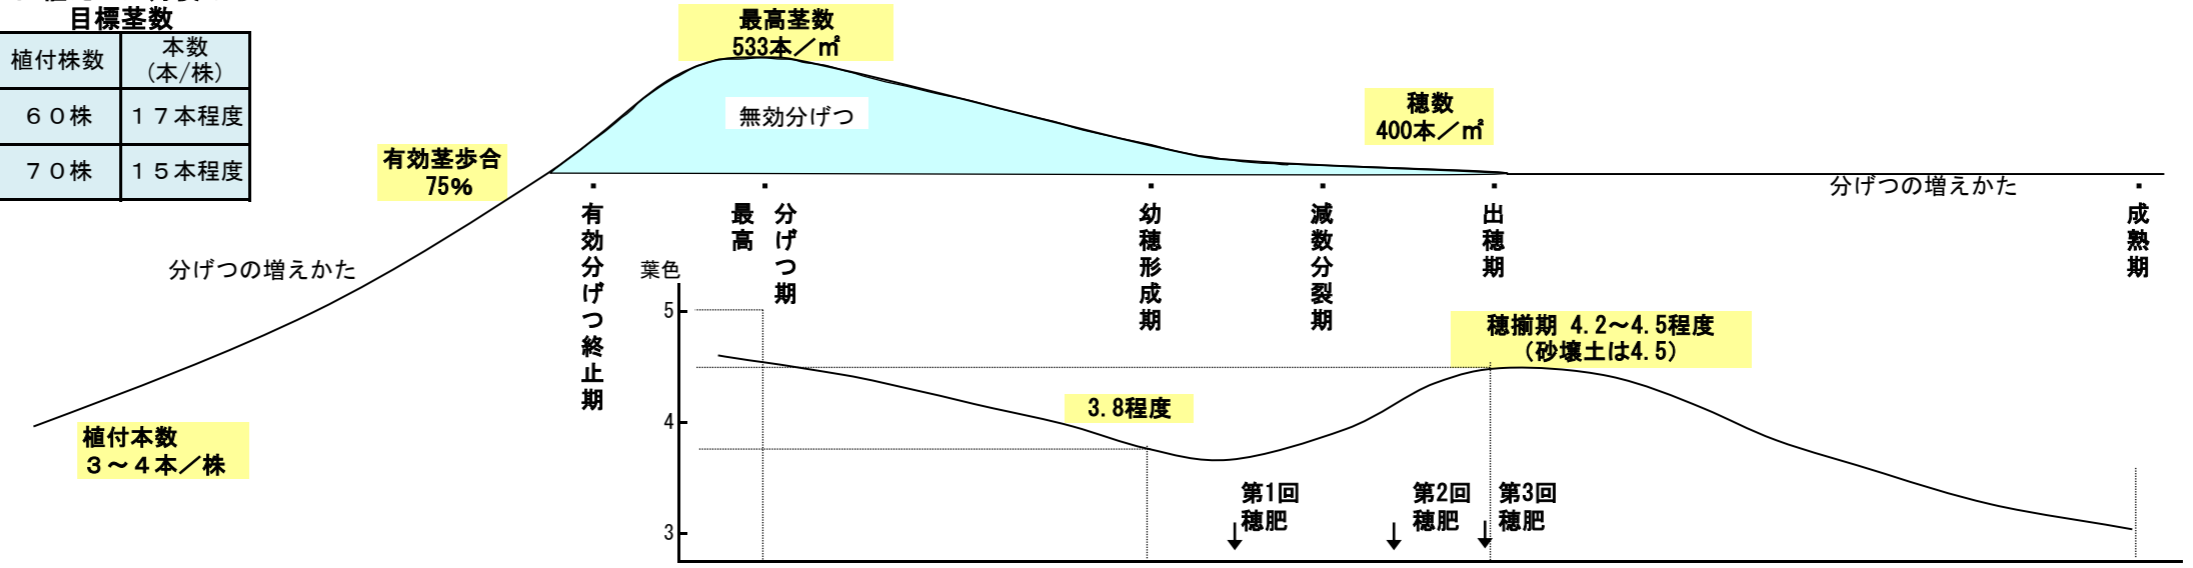 目標茎数
植付株数
本数
(本/株)
６０株
１７本程度
７０株
１５本程度
最高茎数
533本／㎡
無効分げつ
穂数
400本／㎡
有効茎歩合
75%
分げつの増えかた
分げつの増えかた
有効分げつ終止期
最高
分げつ期
幼穂形成期
減数分裂期
出穂期
成熟期
葉色
5
4
3
穂揃期 4.2～4.5程度
（砂壌土は4.5）
3.8程度
植付本数
３～４本／株
第1回
穂肥
第2回
穂肥
第3回
穂肥